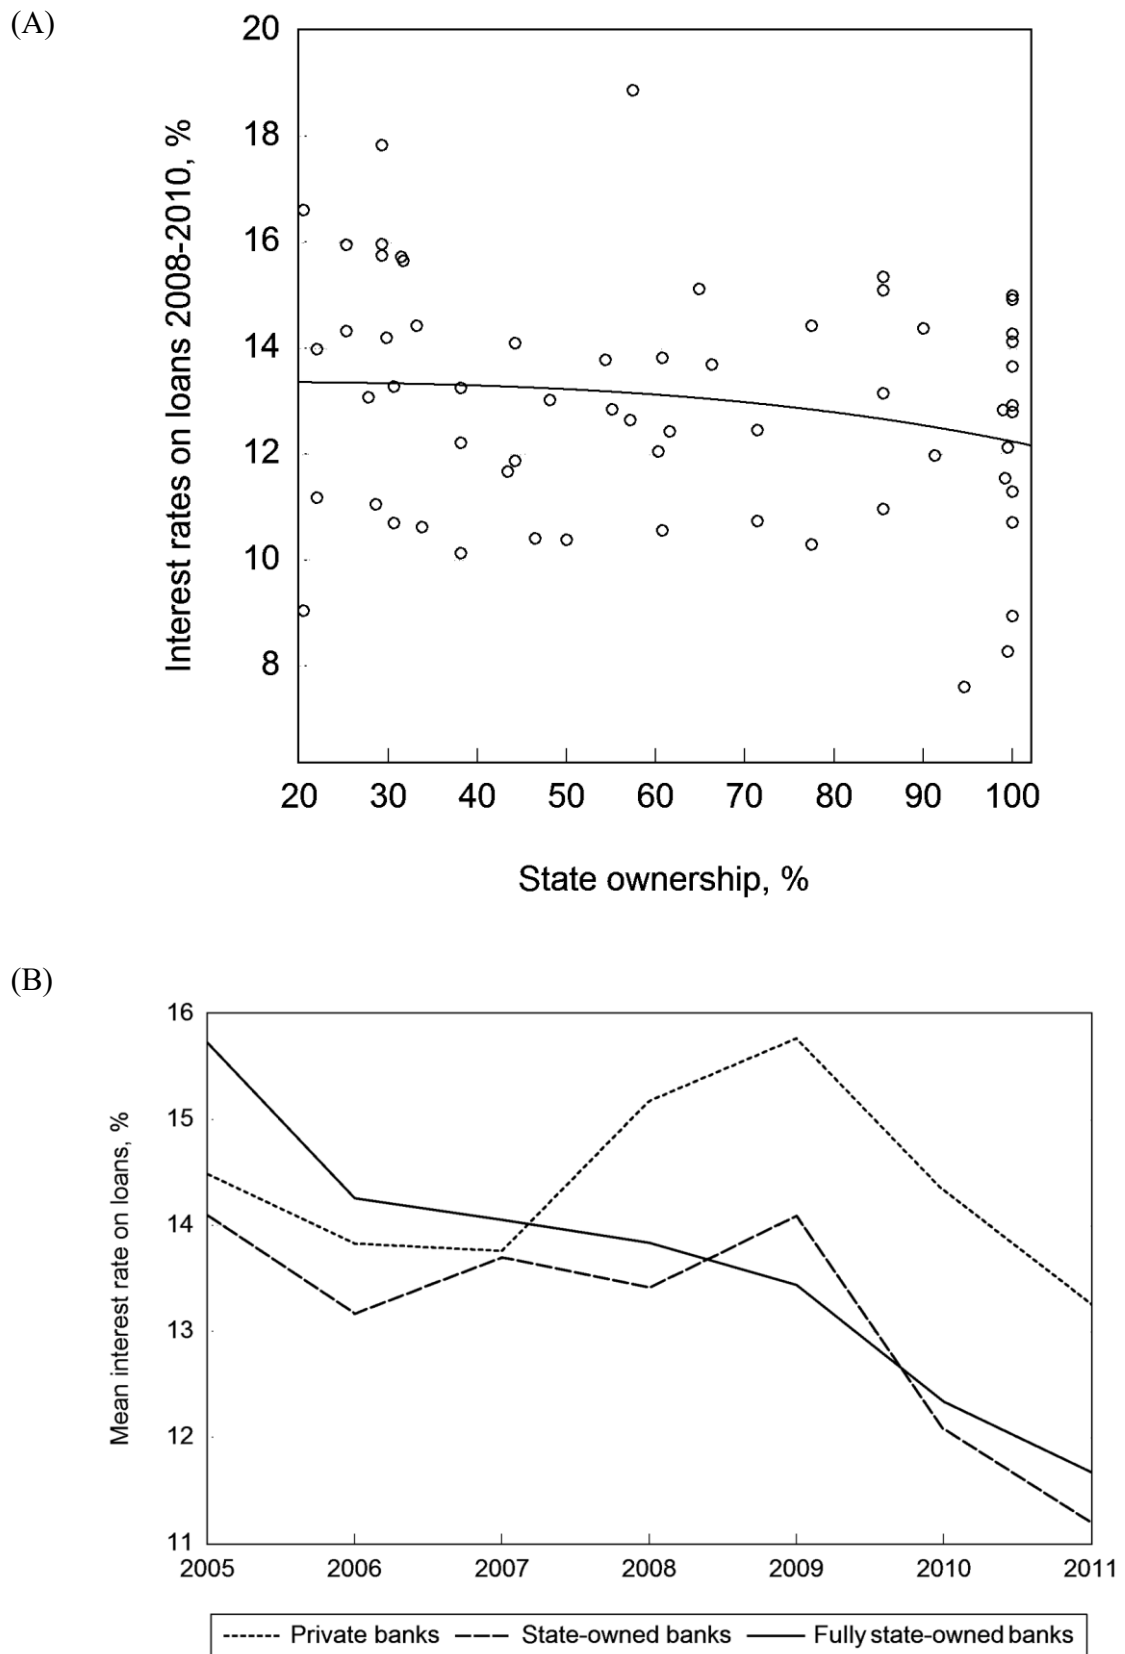 (A)
Interest rates on loans 2008-2010, %
20
18
16
14
12
10
8
20 30 40 50 60 70 80 90 100
State ownership, %
(B)
Mean interest rate on loans, %
16
15
14
13
12
11
2005 2006 2007 2008 2009 2010 2011
Private banks State-owned banks Fully state-owned banks